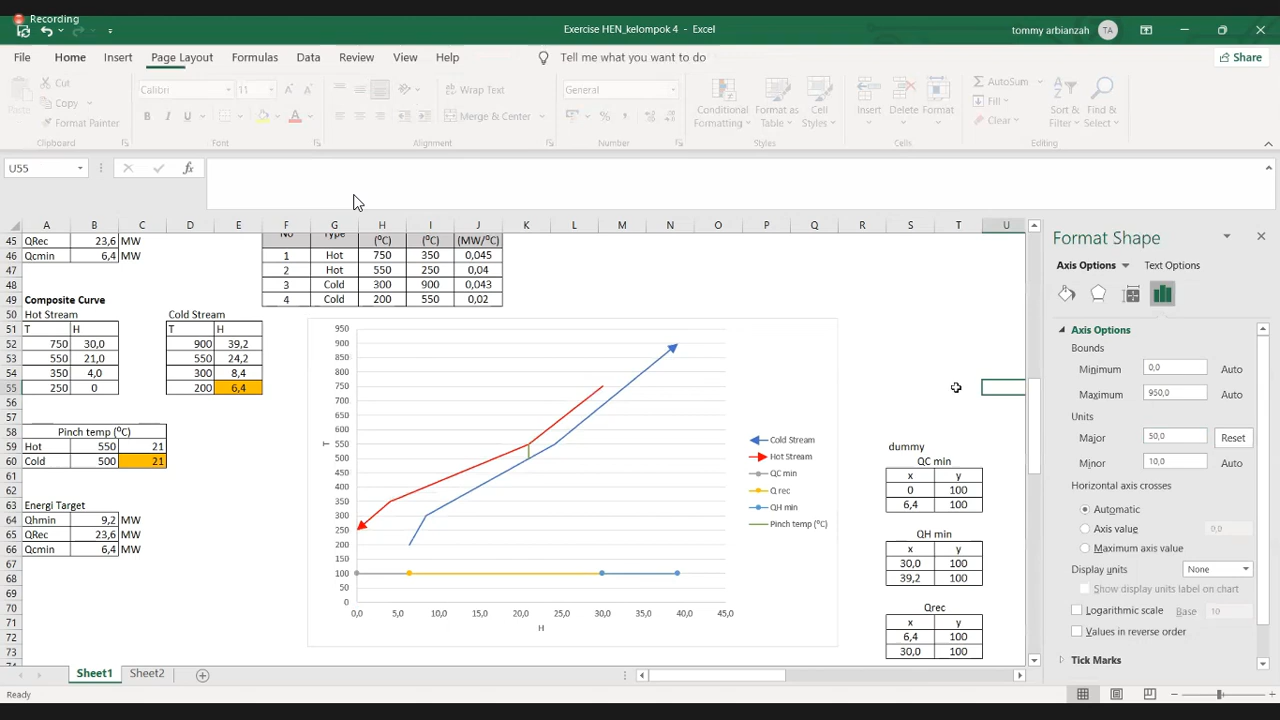 Recording
Exercise HEN_kelompok 4 - Excel
tommy arbianzah
TA
File
Home
Insert
Page Layout
Formulas
Data
Review
View
Help
Tell me what you want to do
Share
Paste
Cut
Copy
Format Painter
Calibri
Wrap Text
Merge & Center
General
Conditional Formatting
Format as Table
Cell Styles
Insert
Delete
Format
AutoSum
Fill
Clear
Sort & Filter
Find & Select
Clipboard
Font
Alignment
Number
Styles
Cells
Editing
U55
A B C D E F G H I J K L M N O P Q R S T U
45 QRec 23,6 MW
46 Qcmin 6,4 MW
No Type (⁰C) (⁰C) (MW/⁰C)
1 Hot 750 350 0,045
2 Hot 550 250 0,04
3 Cold 300 900 0,043
4 Cold 200 550 0,02
47
48
49 Composite Curve
50 Hot Stream Cold Stream
51 T H T H
52 750 30,0 900 39,2
53 550 21,0 550 24,2
54 350 4,0 300 8,4
55 250 0 200 6,4
56
57
58 Pinch temp (⁰C)
59 Hot 550 21
60 Cold 500 21
61
62
63 Energi Target
64 Qhmin 9,2 MW
65 QRec 23,6 MW
66 Qcmin 6,4 MW
67
68
69
70
71
72
73
950
900
850
800
750
700
650
600
550
500
450
400
350
300
250
200
150
100
50
0
T
0,0 5,0 10,0 15,0 20,0 25,0 30,0 35,0 40,0 45,0
H
Cold Stream
Hot Stream
QC min
Q rec
QH min
Pinch temp (⁰C)
dummy
QC min
x y
0 100
6,4 100
QH min
x y
30,0 100
39,2 100
Qrec
x y
6,4 100
30,0 100
Format Shape
Axis Options
Text Options
Axis Options
Bounds
Minimum 0,0 Auto
Maximum 950,0 Auto
Units
Major 50,0 Reset
Minor 10,0 Auto
Horizontal axis crosses
Automatic
Axis value 0,0
Maximum axis value
Display units None
Show display units label on chart
Logarithmic scale Base 10
Values in reverse order
Tick Marks
Sheet1
Sheet2
Ready